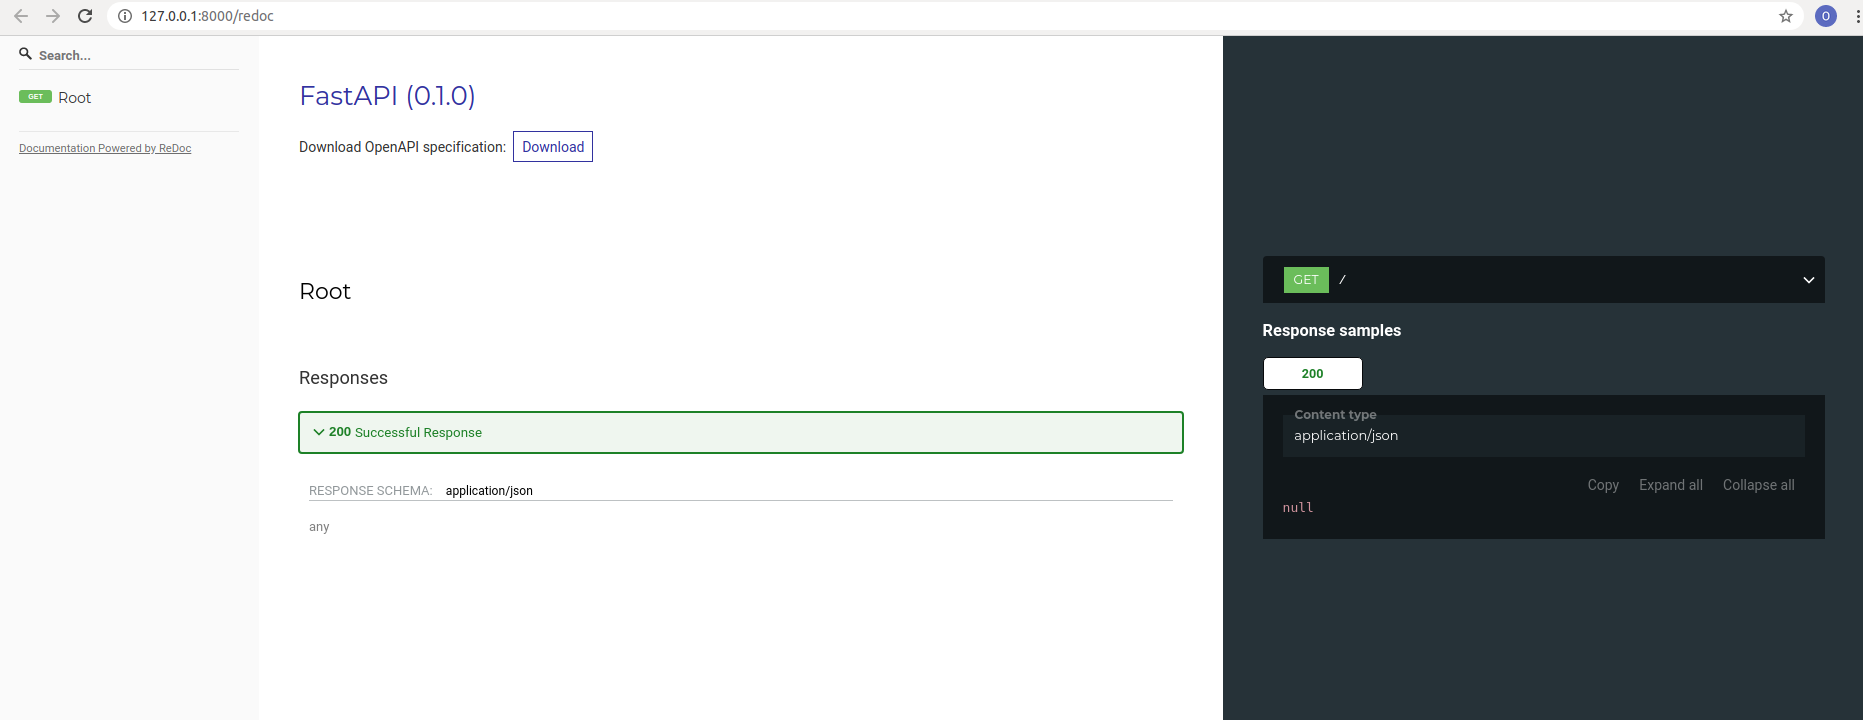 127.0.0.1:8000/redoc
O
Search...
GET Root
Documentation Powered by ReDoc
FastAPI (0.1.0)
Download OpenAPI specification: Download
Root
Responses
200 Successful Response
RESPONSE SCHEMA: application/json
any
GET /
Response samples
200
Content type
application/json
Copy Expand all Collapse all
null